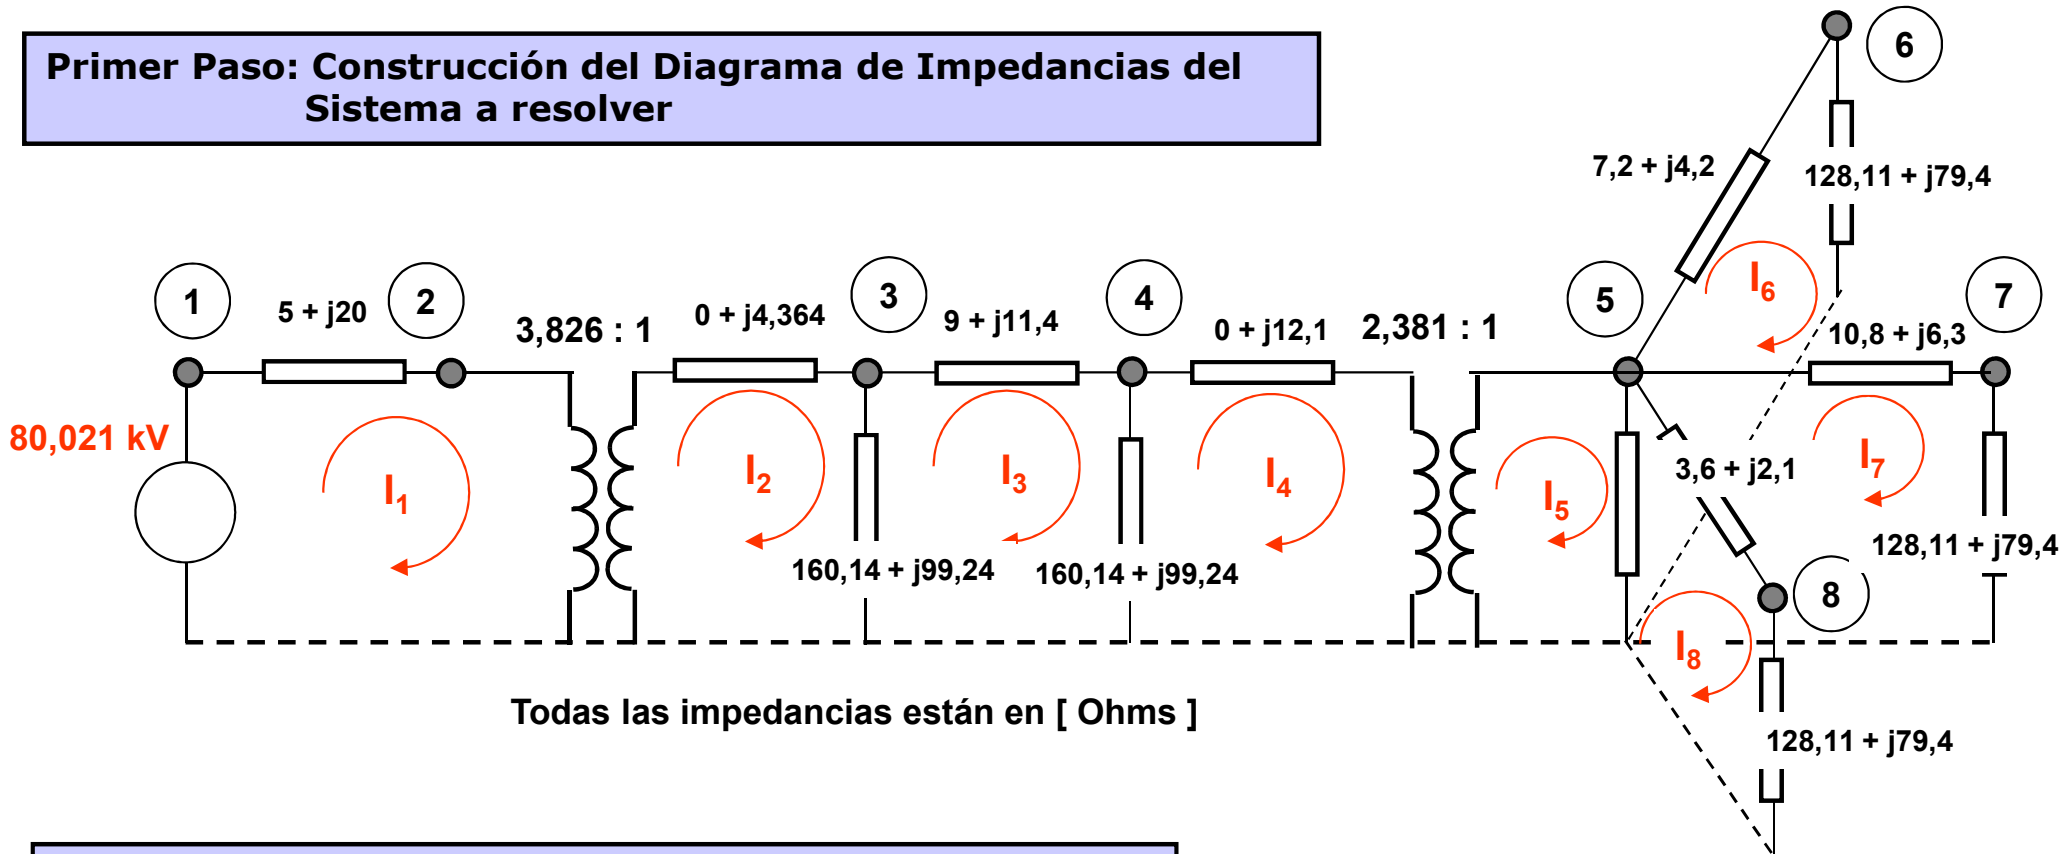 Primer Paso: Construcción del Diagrama de Impedancias del
Sistema a resolver
6
7,2 + j4,2
128,11 + j79,4
1
5 + j20
2
3,826 : 1
0 + j4,364
3
9 + j11,4
4
0 + j12,1
2,381 : 1
5
I6
10,8 + j6,3
7
80,021 kV
I1
I2
I3
I4
I5
3,6 + j2,1
I7
160,14 + j99,24
160,14 + j99,24
128,11 + j79,4
8
I8
Todas las impedancias están en [ Ohms ]
128,11 + j79,4